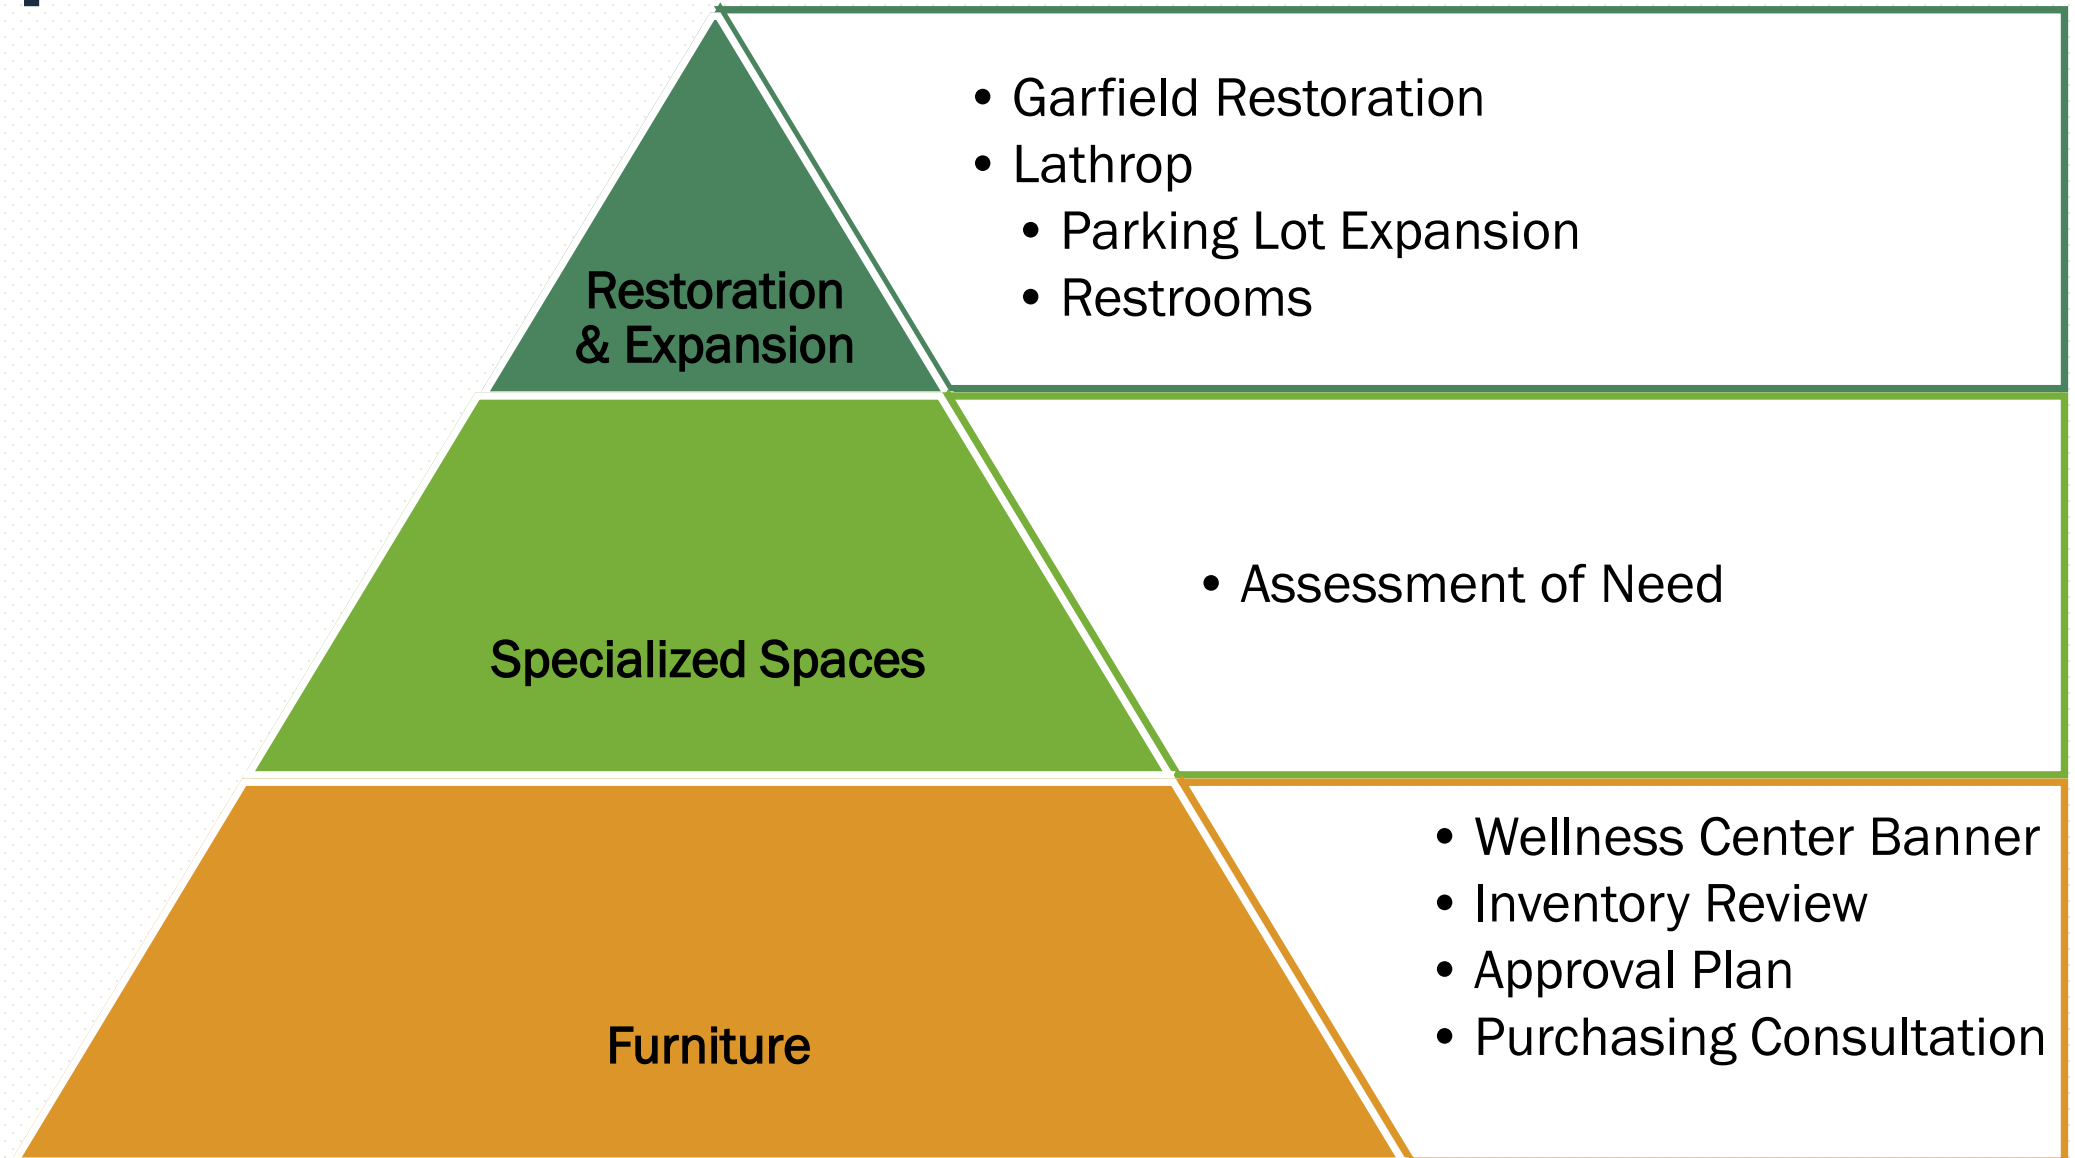 Restoration
& Expansion
• Garfield Restoration
• Lathrop
• Parking Lot Expansion
• Restrooms
Specialized Spaces
• Assessment of Need
Furniture
• Wellness Center Banner
• Inventory Review
• Approval Plan
• Purchasing Consultation